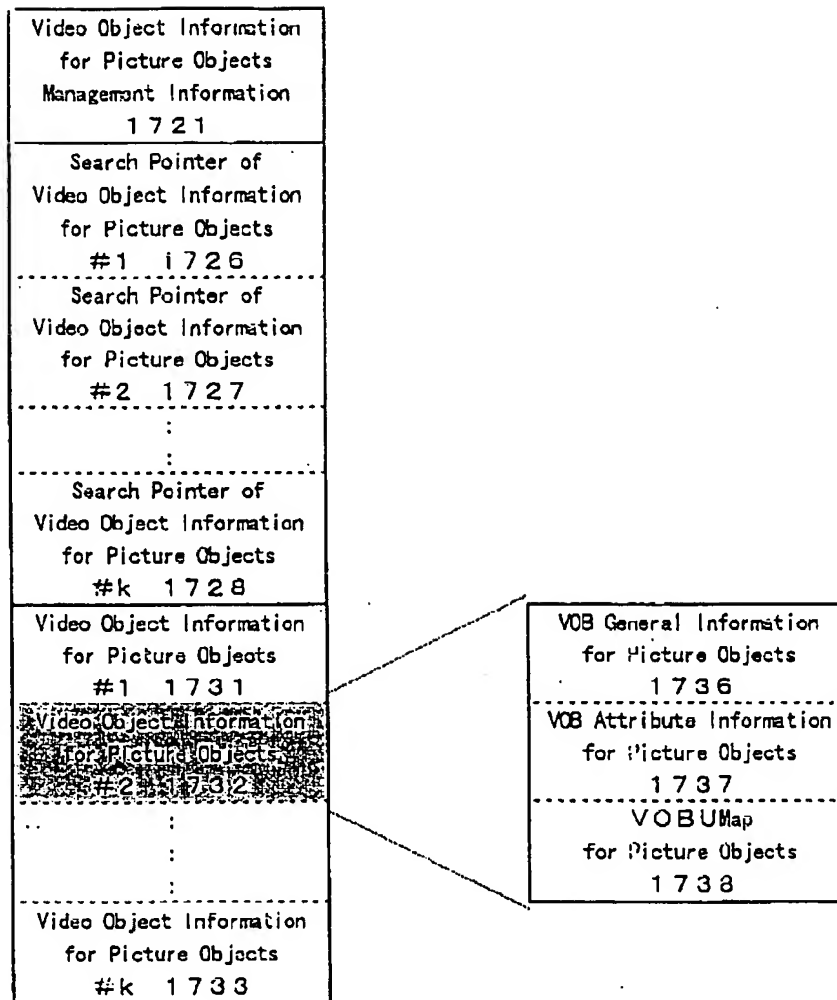 Video Object Information
for Picture Objects
Management Information
1721
Search Pointer of
Video Object Information
for Picture Objects
#1 1726
Search Pointer of
Video Object Information
for Picture Objects
#2 1727
:
:
Search Pointer of
Video Object Information
for Picture Objects
#k 1728
Video Object Information
for Picture Objects
#1 1731
Video Object Information
for Picture Objects
#2 1732
:
:
:
Video Object Information
for Picture Objects
#k 1733
VOB General Information
for Picture Objects
1736
VOB Attribute Information
for Picture Objects
1737
VOBUMap
for Picture Objects
1738